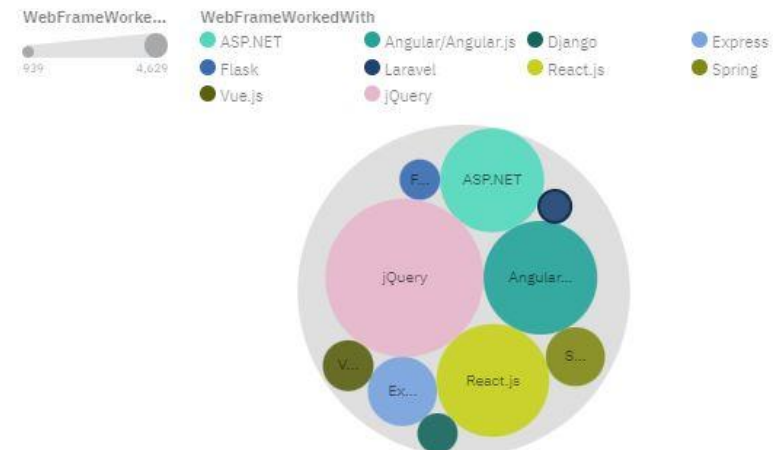 WebFrameWorke... WebFrameWorkedWith
ASP.NET Angular/Angular.js Django Express
939 4,629
Flask Laravel React.js Spring
Vue.js jQuery
F... ASP.NET
jQuery Angular...
V... S...
Ex... React.js